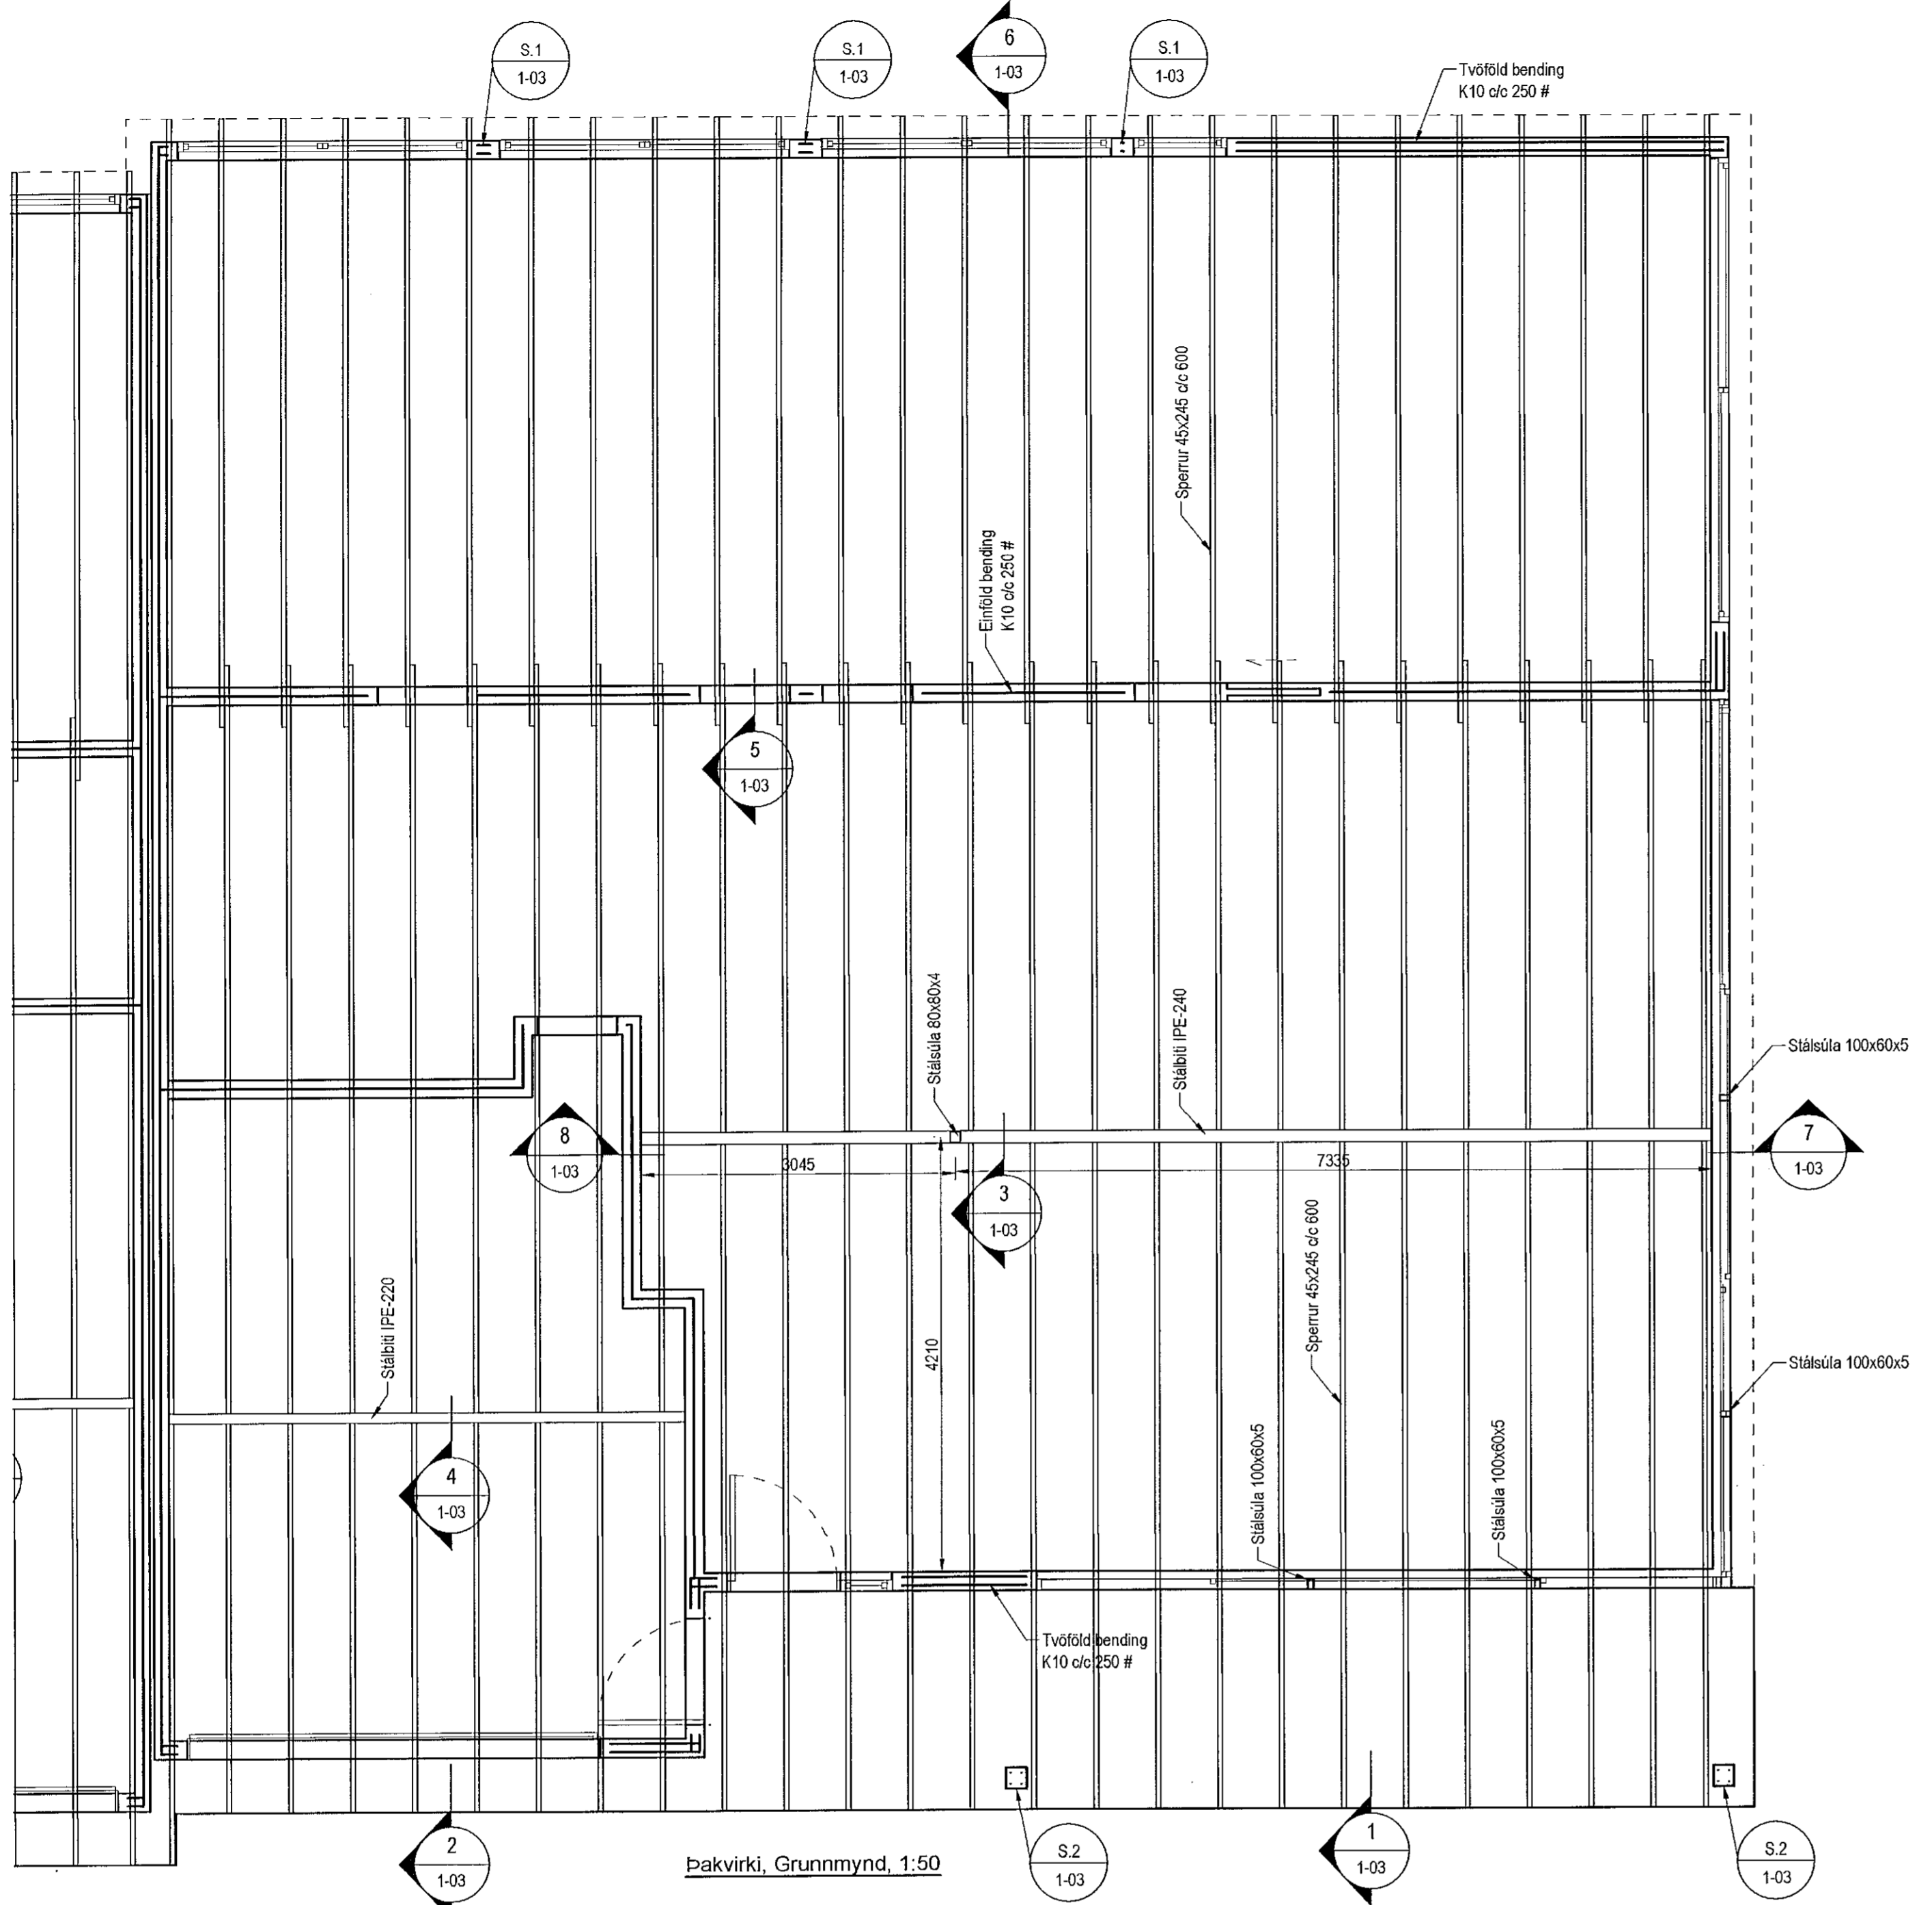 S.1
1-03
S.1
1-03
6
1-03
S.1
1-03
Tvöföld bending
K10 c/c 250 #
Sperrur 45x245 c/c 600
Einföld bending
K10 c/c 250 #
5
1-03
Stálsúla 80x80x4
Stálbiti IPE-240
Stálsúla 100x60x5
8
1-03
3045
7335
7
1-03
3
1-03
Stálbiti IPE-220
4210
Sperrur 45x245 c/c 600
Stálsúla 100x60x5
4
1-03
Stálsúla 100x60x5
Stálsúla 100x60x5
Tvöföld bending
K10 c/c 250 #
2
1-03
Þakvirki, Grunnmynd, 1:50
S.2
1-03
1
1-03
S.2
1-03